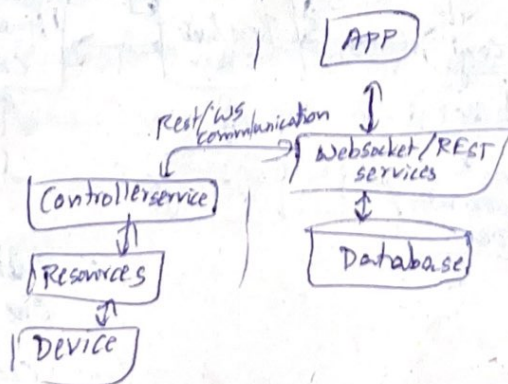 APP
Rest/WS
communication
Websocket/REST
services
Controllerservice
Resources
Database
Device